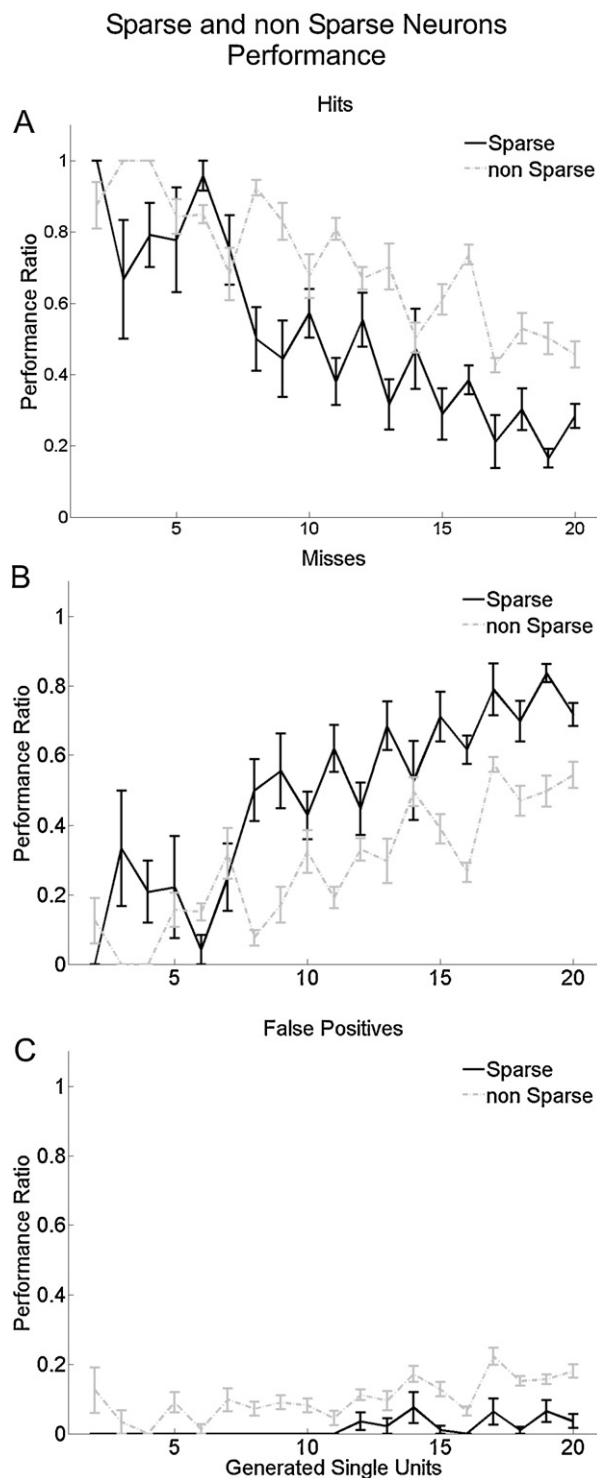 Sparse and non Sparse Neurons
Performance
A
Hits
Sparse
non Sparse
Performance Ratio
1
0.8
0.6
0.4
0.2
0
5
10
15
20
Misses
B
Sparse
non Sparse
Performance Ratio
1
0.8
0.6
0.4
0.2
0
5
10
15
20
False Positives
C
Sparse
non Sparse
Performance Ratio
1
0.8
0.6
0.4
0.2
0
5
10
15
20
Generated Single Units